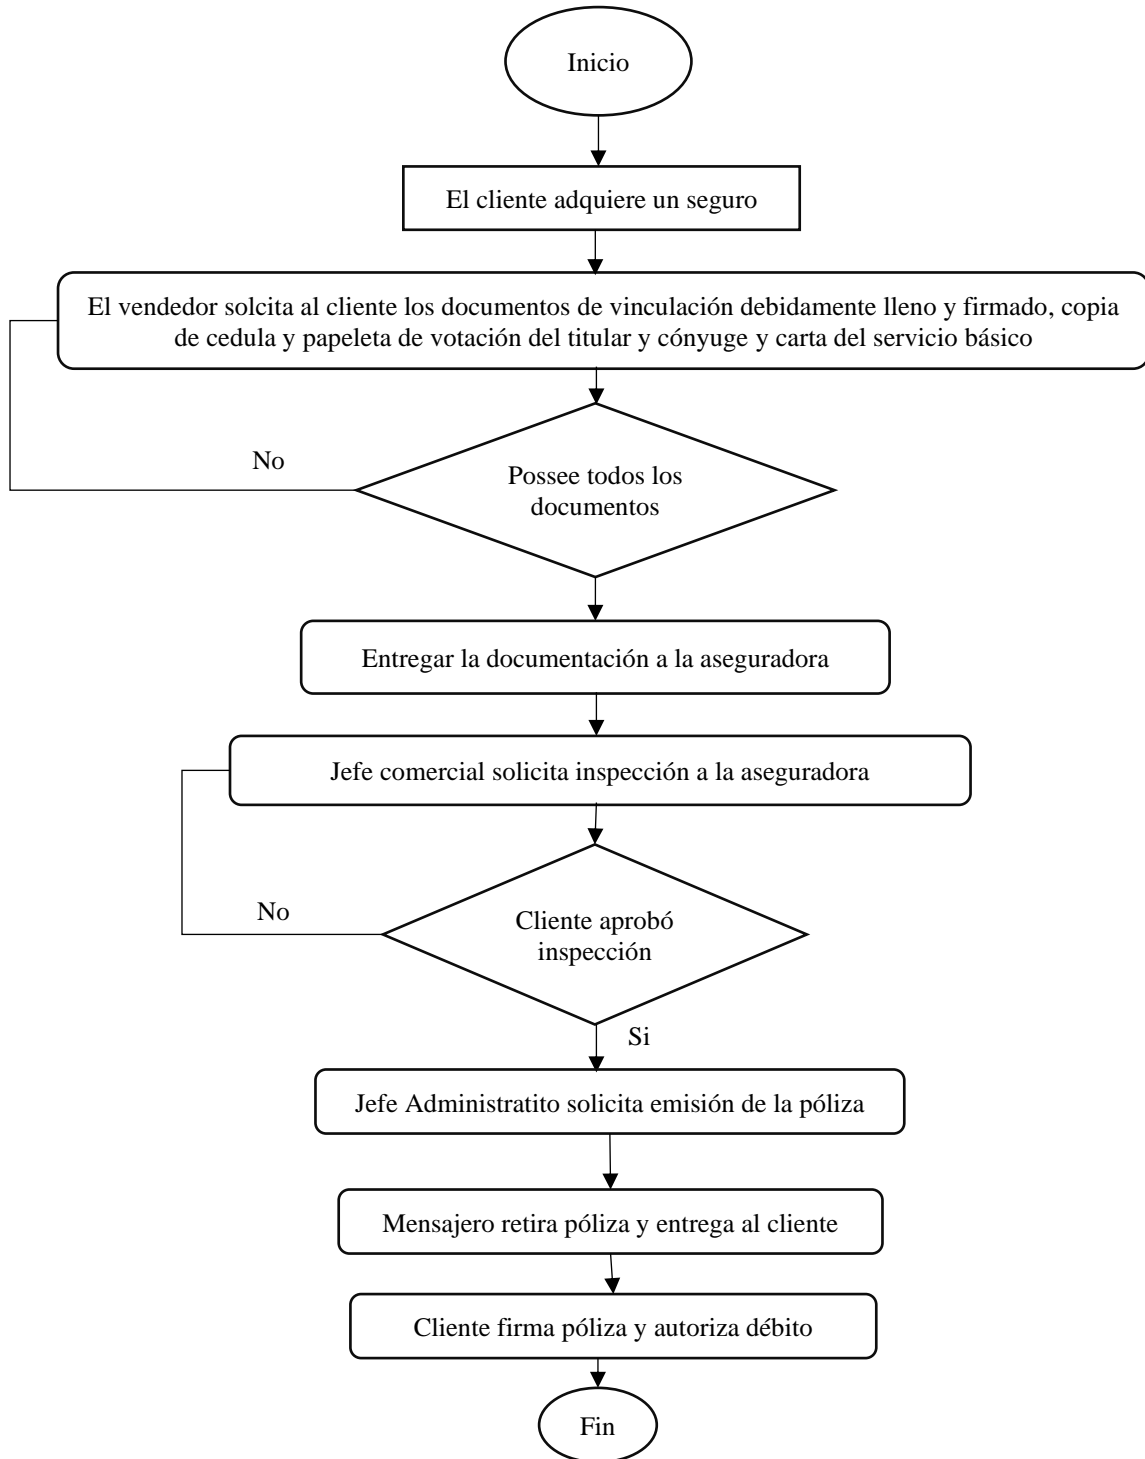 Inicio
El cliente adquiere un seguro
El vendedor solcita al cliente los documentos de vinculación debidamente lleno y firmado, copia
de cedula y papeleta de votación del titular y cónyuge y carta del servicio básico
No
Possee todos los
documentos
Entregar la documentación a la aseguradora
Jefe comercial solicita inspección a la aseguradora
No
Cliente aprobó
inspección
Si
Jefe Administratito solicita emisión de la póliza
Mensajero retira póliza y entrega al cliente
Cliente firma póliza y autoriza débito
Fin